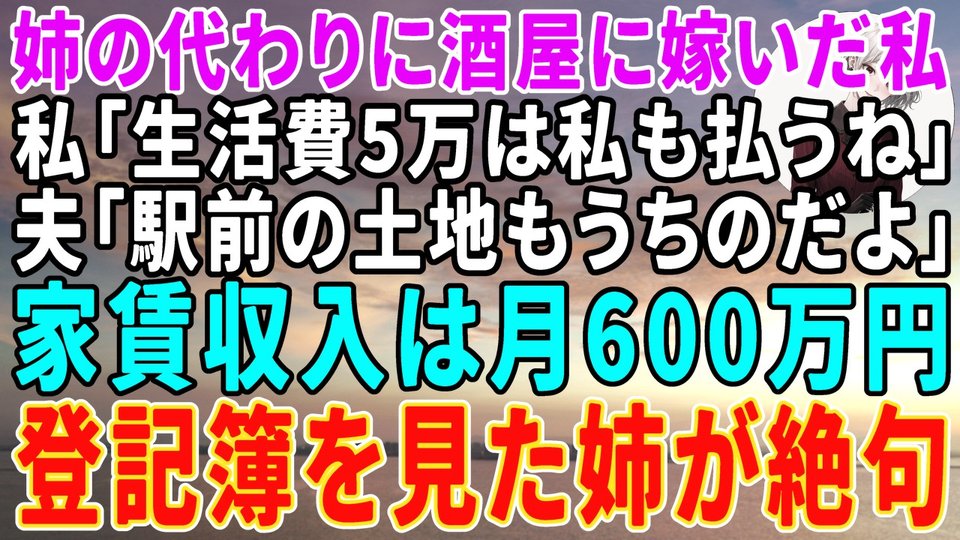 姉の代わりに酒屋に嫁いだ私
私「生活費5万は私も払うね」
夫「駅前の土地もうちのだよ」
家賃収入は月600万円
登記簿を見た姉が絶句